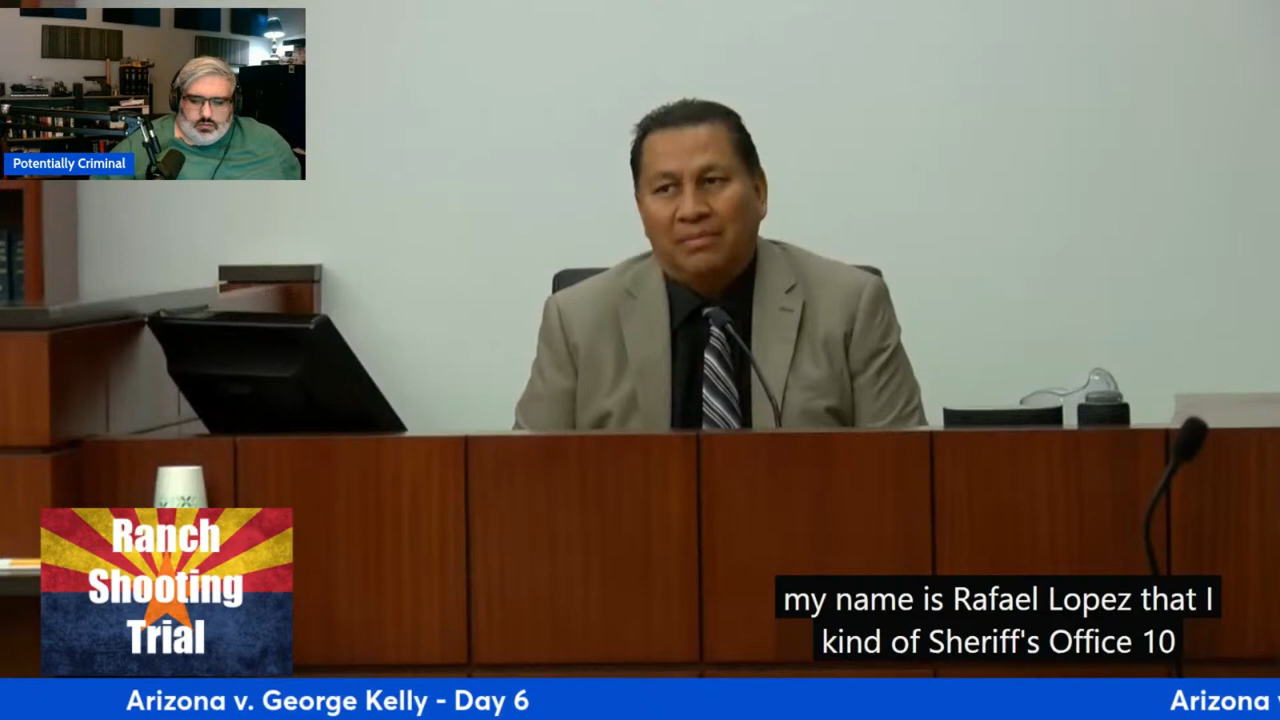 Potentially Criminal
Ranch
Shooting
Trial
my name is Rafael Lopez that I
kind of Sheriff's Office 10
Arizona v. George Kelly - Day 6
Arizona